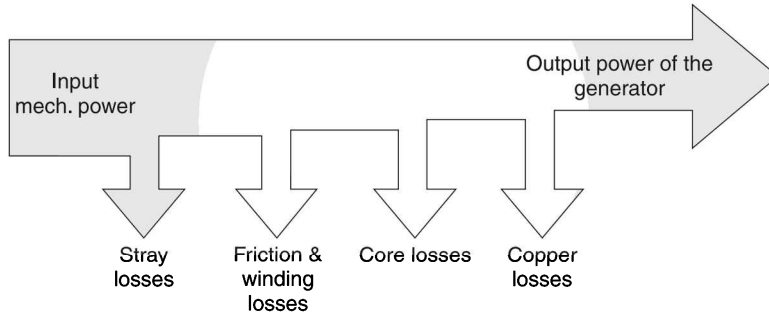 Input
mech. power
Output power of the
generator
Stray
losses
Friction &
winding
losses
Core losses
Copper
losses